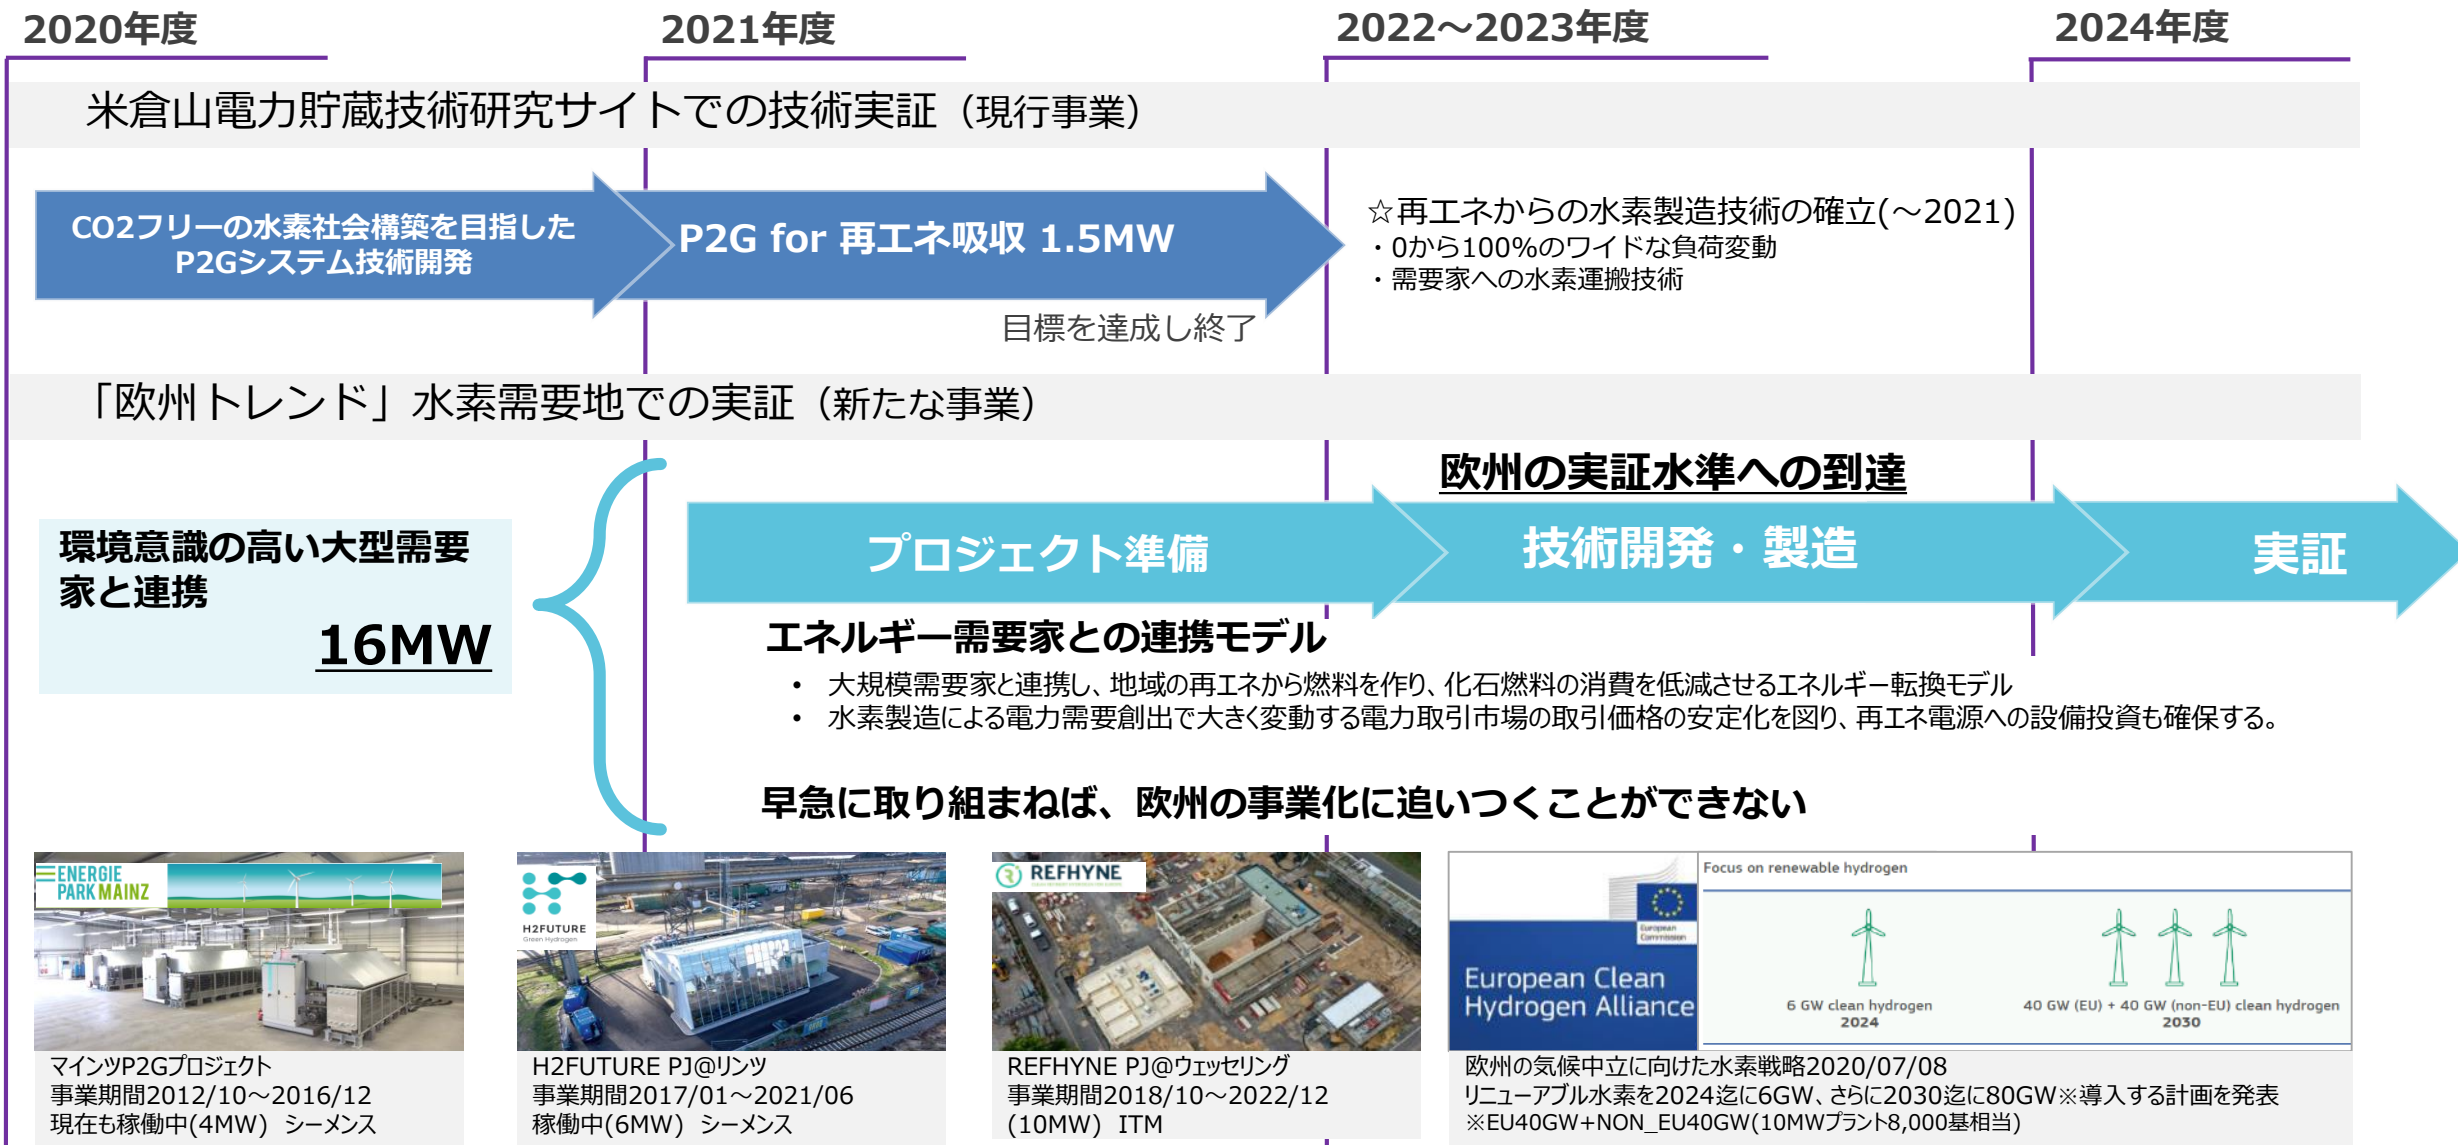 2020年度
2021年度
2022～2023年度
2024年度
米倉山電力貯蔵技術研究サイトでの技術実証（現行事業）
CO2フリーの水素社会構築を目指した
P2Gシステム技術開発
P2G for 再エネ吸収 1.5MW
目標を達成し終了
☆再エネからの水素製造技術の確立(～2021)
・0から100%のワイドな負荷変動
・需要家への水素運搬技術
「欧州トレンド」水素需要地での実証（新たな事業）
環境意識の高い大型需要
家と連携
16MW
欧州の実証水準への到達
プロジェクト準備
技術開発・製造
実証
エネルギー需要家との連携モデル
• 大規模需要家と連携し、地域の再エネから燃料を作り、化石燃料の消費を低減させるエネルギー転換モデル
• 水素製造による電力需要創出で大きく変動する電力取引市場の取引価格の安定化を図り、再エネ電源への設備投資も確保する。
早急に取り組まねば、欧州の事業化に追いつくことができない
ENERGIE
PARK MAINZ
マインツP2Gプロジェクト
事業期間2012/10～2016/12
現在も稼働中(4MW) シーメンス
H2FUTURE
Green Hydrogen
H2FUTURE PJ@リンツ
事業期間2017/01～2021/06
稼働中(6MW) シーメンス
REFHYNE
REFHYNE PJ@ウェッセリング
事業期間2018/10～2022/12
(10MW) ITM
European
Commission
European Clean
Hydrogen Alliance
Focus on renewable hydrogen
6 GW clean hydrogen
2024
40 GW (EU) + 40 GW (non-EU) clean hydrogen
2030
欧州の気候中立に向けた水素戦略2020/07/08
リニューアブル水素を2024迄に6GW、さらに2030迄に80GW※導入する計画を発表
※EU40GW+NON_EU40GW(10MWプラント8,000基相当)